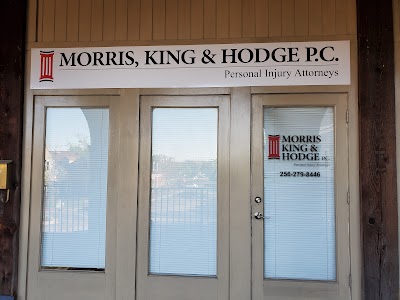 MORRIS, KING & HODGE P.C.
Personal Injury Attorneys
MORRIS
KING &
HODGE P.C.
256-279-8446